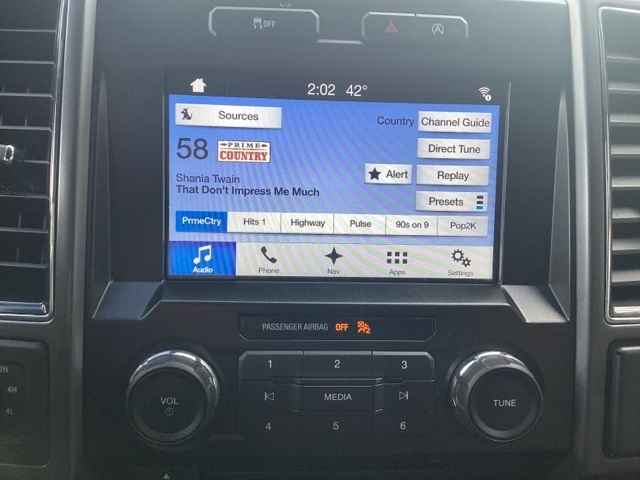 OFF
2:02 42°
Sources
Country Channel Guide
58 PRIME COUNTRY
Direct Tune
Alert Replay
Shania Twain
That Don't Impress Me Much
Presets
PrmeCtry Hits 1 Highway Pulse 90s on 9 Pop2K
Audio Phone Nav Apps Settings
PASSENGER AIRBAG OFF
1 2 3
VOL MEDIA TUNE
4 5 6
2H
4H
4L